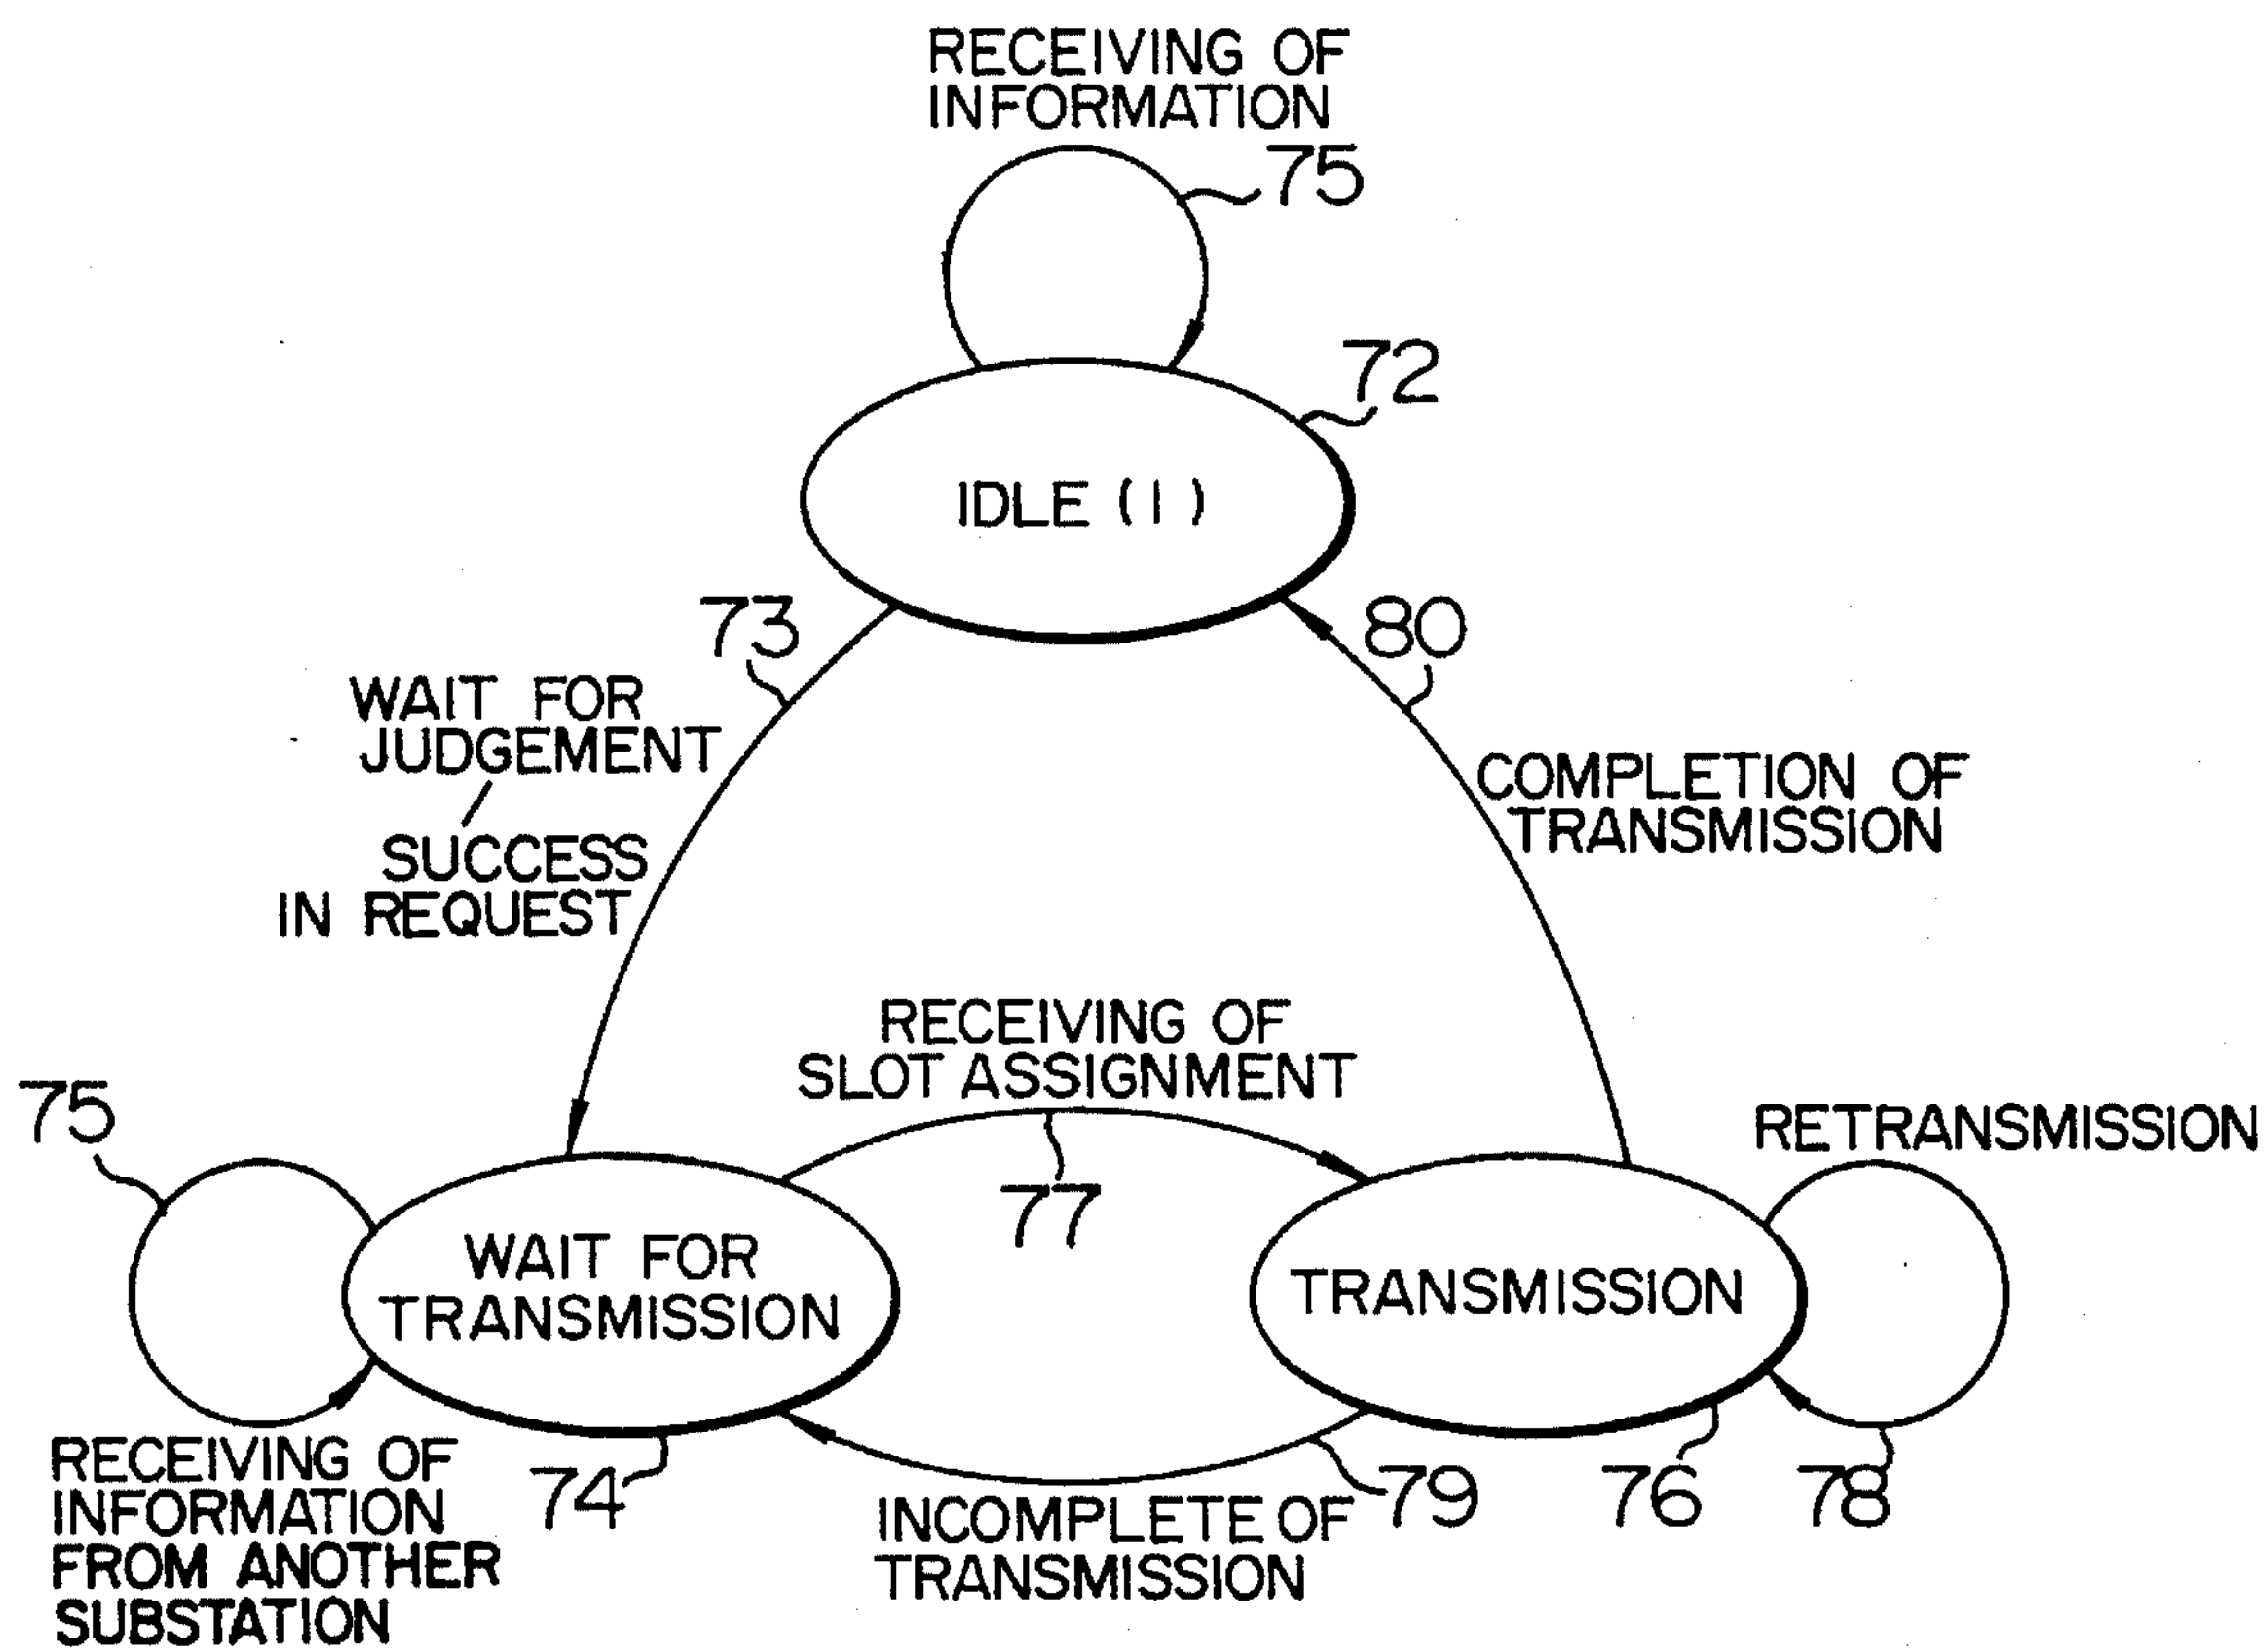 RECEIVING OF
INFORMATION
75
72
IDLE (I)
73
80
WAIT FOR
JUDGEMENT
/
SUCCESS
IN REQUEST
COMPLETION OF
TRANSMISSION
RECEIVING OF
SLOT ASSIGNMENT
75
RETRANSMISSION
77
WAIT FOR
TRANSMISSION
TRANSMISSION
RECEIVING OF
INFORMATION
FROM ANOTHER
SUBSTATION
74
INCOMPLETE OF
TRANSMISSION
79
76
78